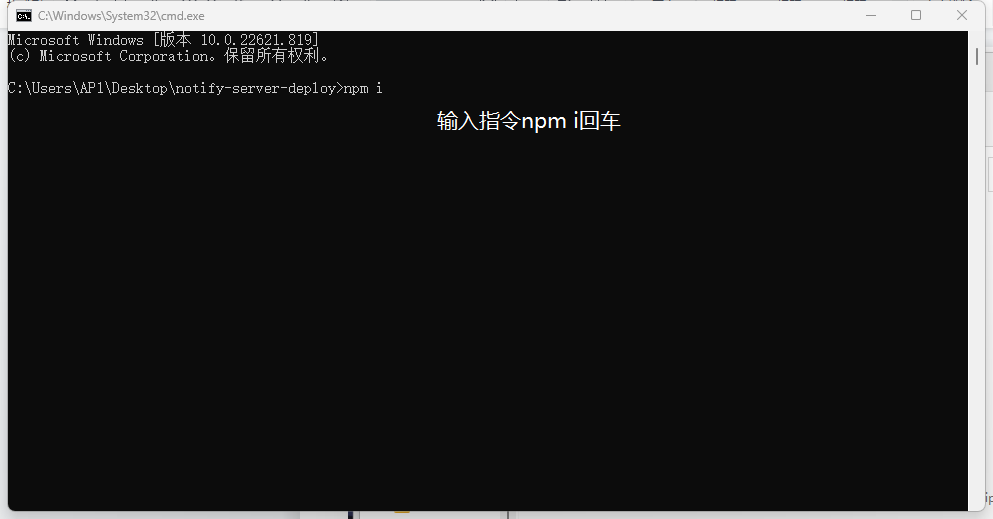 C:\Windows\System32\cmd.exe
Microsoft Windows [版本 10.0.22621.819]
(c) Microsoft Corporation。保留所有权利。
C:\Users\AP1\Desktop\notify-server-deploy>npm i
输入指令npm i回车